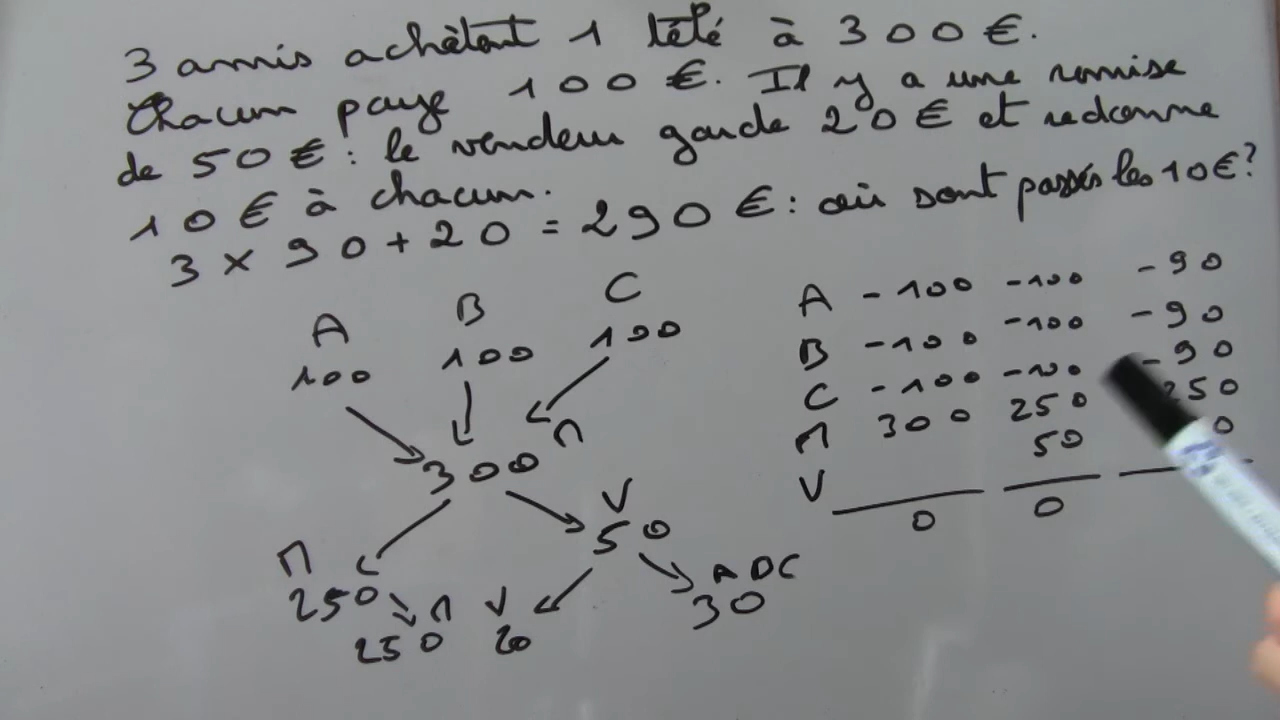 3 amis achètent 1 télé à 300 €.
Chacun paye 100 €. Il y a une remise
de 50 € : le vendeur garde 20 € et redonne
10 € à chacun.
3 x 90 + 20 = 290 € : où sont passés les 10 € ?
A B C
100 100 100
300 M
V
50
M
250
M
250
V
20
A B C
30
A -100 -100 -90
B -100 -100 -90
C -100 -100 -90
M 300 250 250
V 50 0
0 0